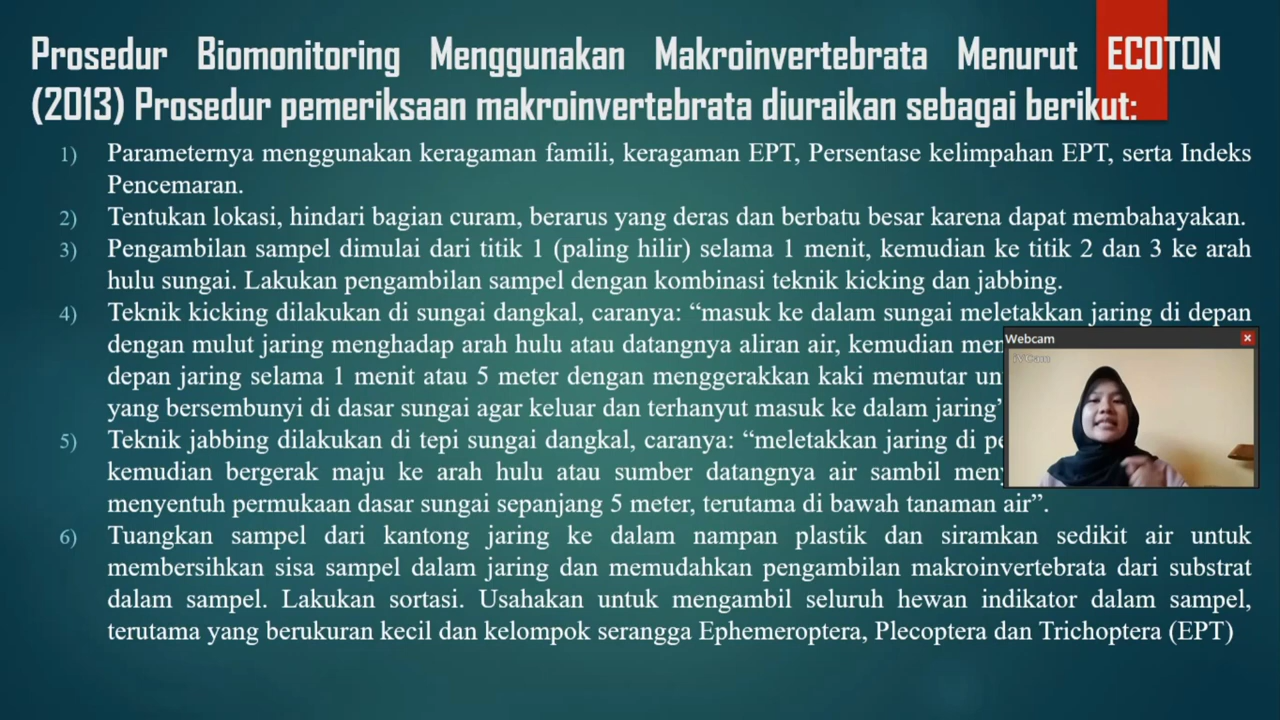 Prosedur Biomonitoring Menggunakan Makroinvertebrata Menurut ECOTON
(2013) Prosedur pemeriksaan makroinvertebrata diuraikan sebagai berikut:
1) Parameternya menggunakan keragaman famili, keragaman EPT, Persentase kelimpahan EPT, serta Indeks
Pencemaran.
2) Tentukan lokasi, hindari bagian curam, berarus yang deras dan berbatu besar karena dapat membahayakan.
3) Pengambilan sampel dimulai dari titik 1 (paling hilir) selama 1 menit, kemudian ke titik 2 dan 3 ke arah
hulu sungai. Lakukan pengambilan sampel dengan kombinasi teknik kicking dan jabbing.
4) Teknik kicking dilakukan di sungai dangkal, caranya: “masuk ke dalam sungai meletakkan jaring di depan
dengan mulut jaring menghadap arah hulu atau datangnya aliran air, kemudian
depan jaring selama 1 menit atau 5 meter dengan menggerakkan kaki memutar
yang bersembunyi di dasar sungai agar keluar dan terhanyut masuk ke dalam jaring”
5) Teknik jabbing dilakukan di tepi sungai dangkal, caranya: “meletakkan jaring di
kemudian bergerak maju ke arah hulu atau sumber datangnya air sambil
menyentuh permukaan dasar sungai sepanjang 5 meter, terutama di bawah tanaman air”.
6) Tuangkan sampel dari kantong jaring ke dalam nampan plastik dan siramkan sedikit air untuk
membersihkan sisa sampel dalam jaring dan memudahkan pengambilan makroinvertebrata dari substrat
dalam sampel. Lakukan sortasi. Usahakan untuk mengambil seluruh hewan indikator dalam sampel,
terutama yang berukuran kecil dan kelompok serangga Ephemeroptera, Plecoptera dan Trichoptera (EPT)
Webcam
iVCam